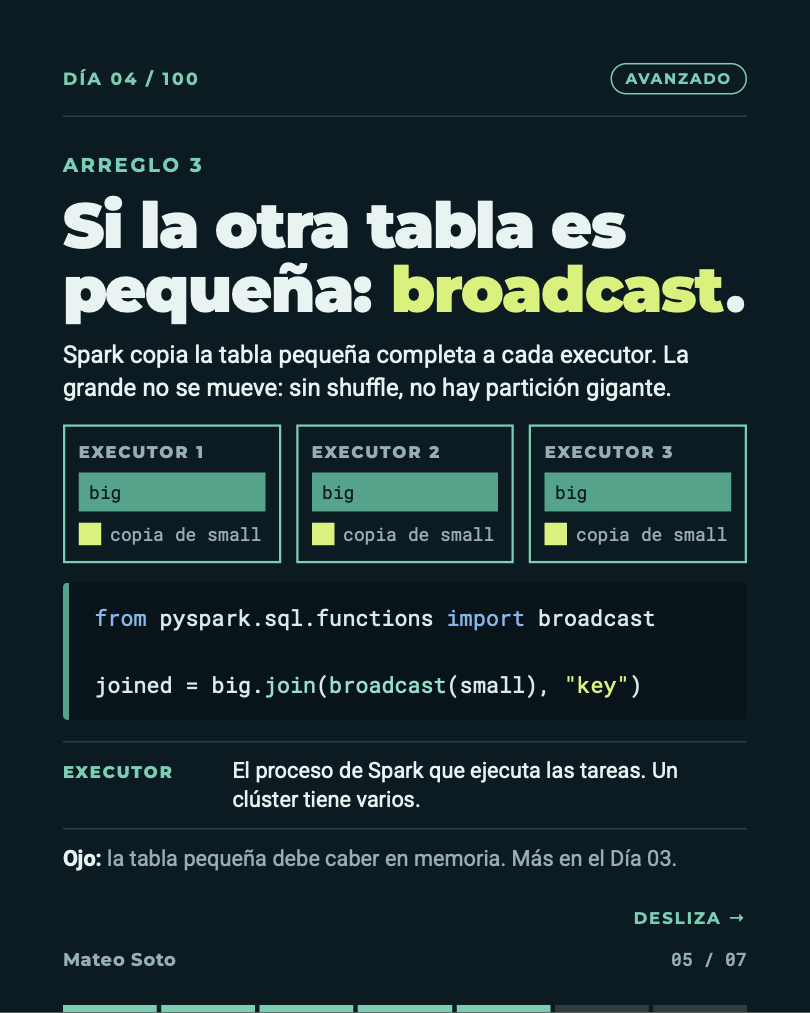 DÍA 04 / 100
AVANZADO
ARREGLO 3
Si la otra tabla es
pequeña: broadcast.
Spark copia la tabla pequeña completa a cada executor. La
grande no se mueve: sin shuffle, no hay partición gigante.
EXECUTOR 1
big
copia de small
EXECUTOR 2
big
copia de small
EXECUTOR 3
big
copia de small
from pyspark.sql.functions import broadcast
joined = big.join(broadcast(small), "key")
EXECUTOR
El proceso de Spark que ejecuta las tareas. Un
clúster tiene varios.
Ojo: la tabla pequeña debe caber en memoria. Más en el Día 03.
DESLIZA →
Mateo Soto
05 / 07